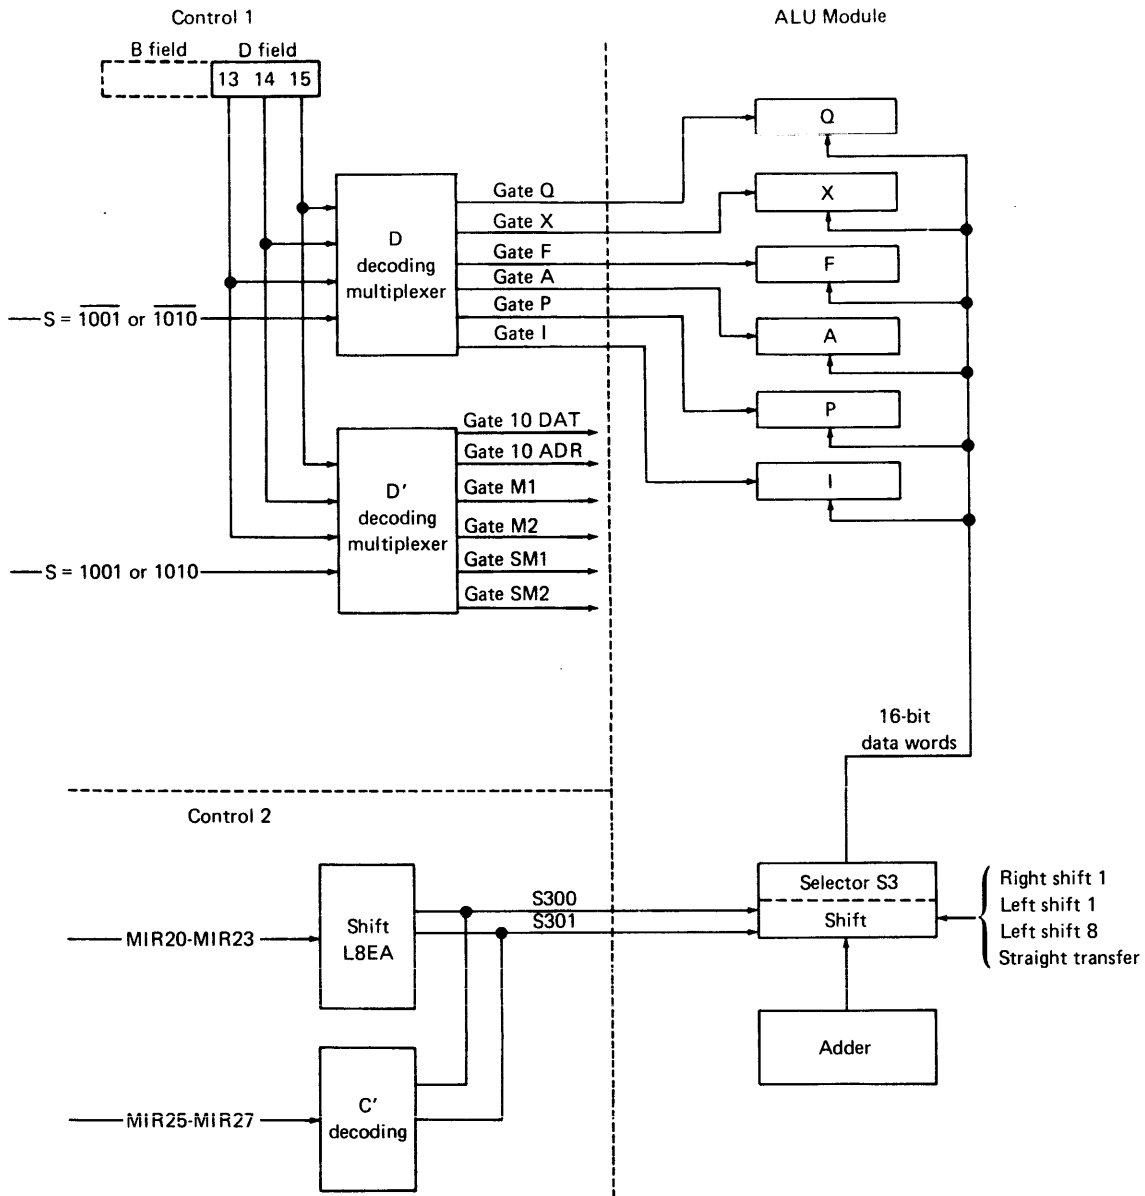 Control 1
ALU Module
B field
D field
13 14 15
Q
X
F
A
P
I
D
decoding
multiplexer
Gate Q
Gate X
Gate F
Gate A
Gate P
Gate I
S = 1001 or 1010
D'
decoding
multiplexer
Gate 10 DAT
Gate 10 ADR
Gate M1
Gate M2
Gate SM1
Gate SM2
S = 1001 or 1010
16-bit
data words
Control 2
Shift
L8EA
MIR20-MIR23
S300
S301
Selector S3
Shift
Right shift 1
Left shift 1
Left shift 8
Straight transfer
Adder
C'
decoding
MIR25-MIR27